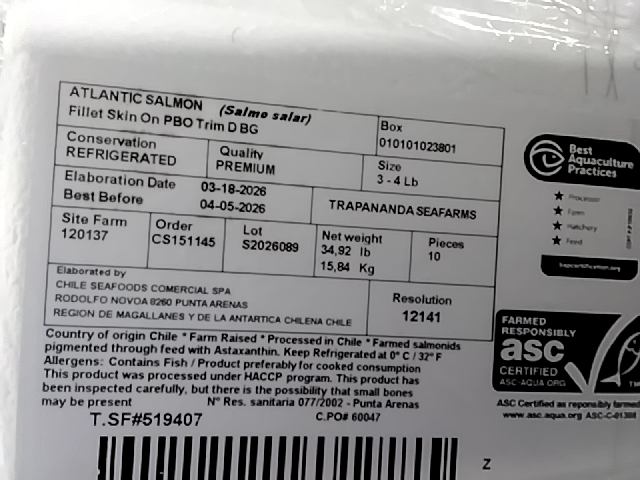 ATLANTIC SALMON (Salmo salar)
Fillet Skin On PBO Trim D BG
Box
010101023801
Conservation
REFRIGERATED
Quality
PREMIUM
Size
3 - 4 Lb
Elaboration Date 03-18-2026
Best Before 04-05-2026
TRAPANANDA SEAFARMS
Site Farm
120137
Order
CS151145
Lot
S2026089
Net weight
34,92 lb
15,84 Kg
Pieces
10
Elaborated by
CHILE SEAFOODS COMERCIAL SPA
RODOLFO NOVOA 8260 PUNTA ARENAS
REGION DE MAGALLANES Y DE LA ANTARTICA CHILENA CHILE
Resolution
12141
Country of origin Chile * Farm Raised * Processed in Chile * Farmed salmonids
pigmented through feed with Astaxanthin. Keep Refrigerated at 0° C / 32° F
Allergens: Contains Fish / Product preferably for cooked consumption
This product was processed under HACCP program. This product has
been inspected carefully, but there is the possibility that small bones
may be present N° Res. sanitaria 077/2002 - Punta Arenas
T.SF#519407 C.PO# 60047
Z
Best
Aquaculture
Practices
Processor
Farm
Hatchery
Feed
bapcertification.org
FARMED
RESPONSIBLY
asc
CERTIFIED
ASC-AQUA.ORG
ASC Certified as reponsibly farmed
www.asc-aqua.org